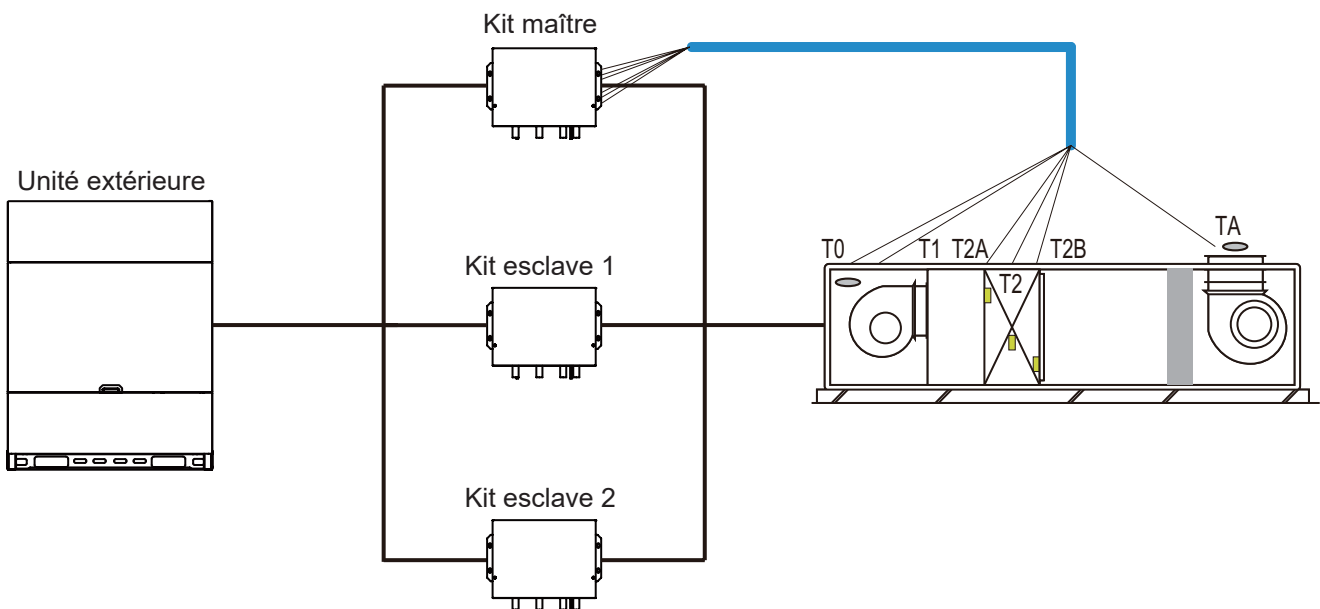 Kit maître
Unité extérieure
TA
T0
T1
T2A
T2B
T2
Kit esclave 1
Kit esclave 2